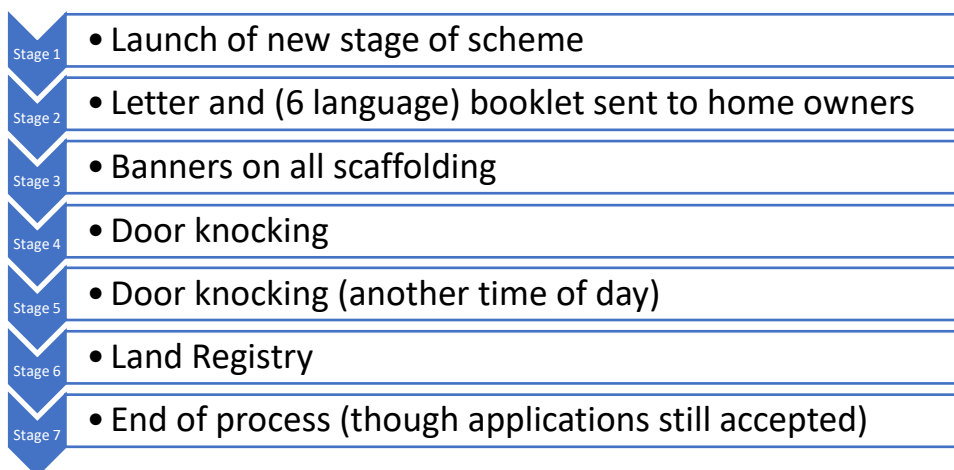 Stage 1
• Launch of new stage of scheme
Stage 2
• Letter and (6 language) booklet sent to home owners
Stage 3
• Banners on all scaffolding
Stage 4
• Door knocking
Stage 5
• Door knocking (another time of day)
Stage 6
• Land Registry
Stage 7
• End of process (though applications still accepted)